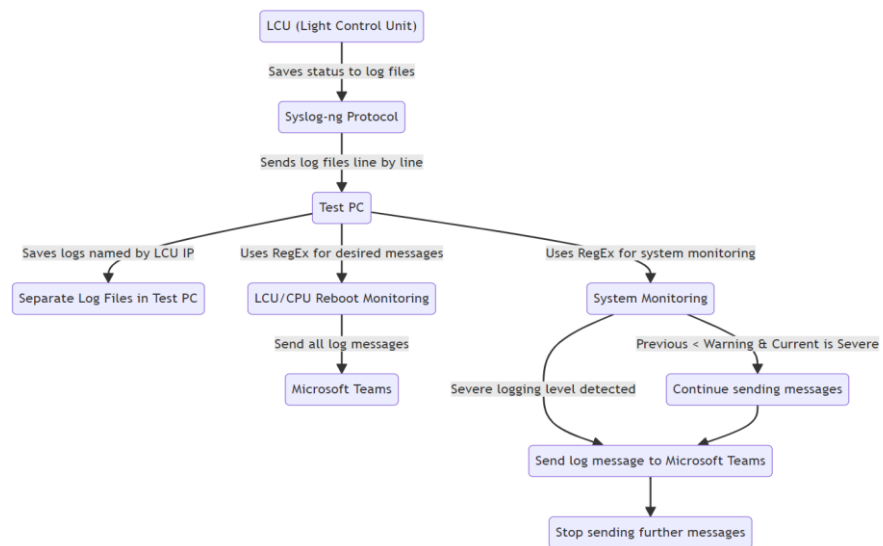 LCU (Light Control Unit)
Saves status to log files
Syslog-ng Protocol
Sends log files line by line
Test PC
Saves logs named by LCU IP
Uses RegEx for desired messages
Uses RegEx for system monitoring
Separate Log Files in Test PC
LCU/CPU Reboot Monitoring
System Monitoring
Send all log messages
Previous < Warning & Current is Severe
Microsoft Teams
Severe logging level detected
Continue sending messages
Send log message to Microsoft Teams
Stop sending further messages